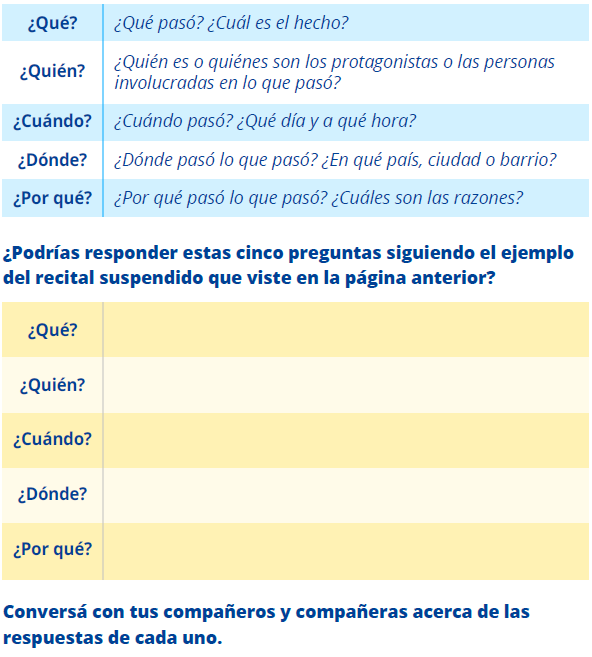 ¿Qué? ¿Qué pasó? ¿Cuál es el hecho?
¿Quién? ¿Quién es o quiénes son los protagonistas o las personas
involucradas en lo que pasó?
¿Cuándo? ¿Cuándo pasó? ¿Qué día y a qué hora?
¿Dónde? ¿Dónde pasó lo que pasó? ¿En qué país, ciudad o barrio?
¿Por qué? ¿Por qué pasó lo que pasó? ¿Cuáles son las razones?
¿Podrías responder estas cinco preguntas siguiendo el ejemplo
del recital suspendido que viste en la página anterior?
¿Qué?
¿Quién?
¿Cuándo?
¿Dónde?
¿Por qué?
Conversá con tus compañeros y compañeras acerca de las
respuestas de cada uno.